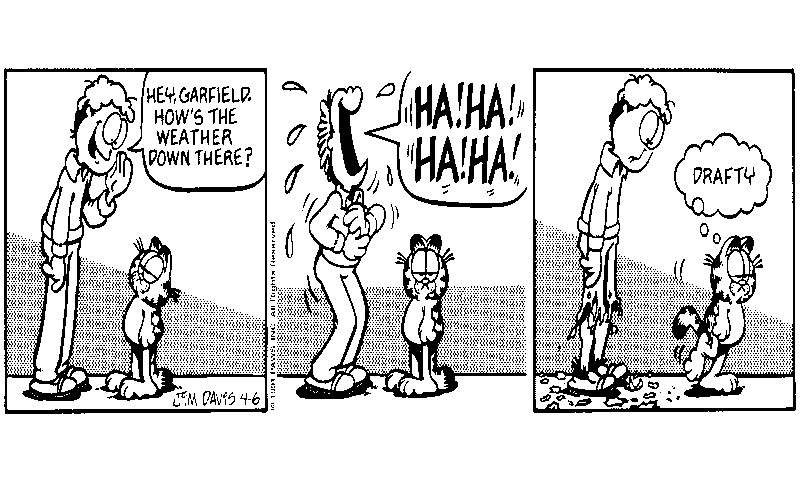 HEY, GARFIELD.
HOW'S THE
WEATHER
DOWN THERE?
JIM DAVIS 4-6
HA! HA!
HA! HA!
DRAFTY